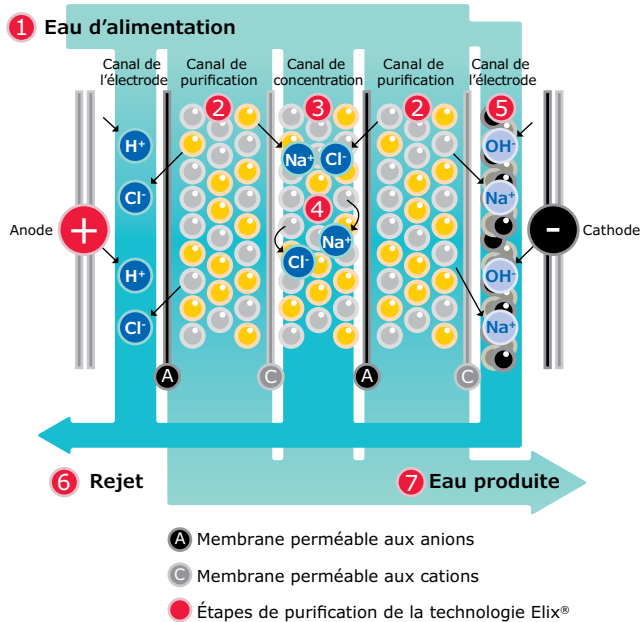 1 Eau d'alimentation
Canal de l'électrode
Canal de purification
Canal de concentration
Canal de purification
Canal de l'électrode
2
3
2
5
H⁺
Na⁺
Cl⁻
OH⁻
Cl⁻
4
Na⁺
Anode
+
Na⁺
-
Cathode
H⁺
Cl⁻
OH⁻
Cl⁻
Na⁺
A
C
A
C
6 Rejet
7 Eau produite
A Membrane perméable aux anions
C Membrane perméable aux cations
Étapes de purification de la technologie Elix®